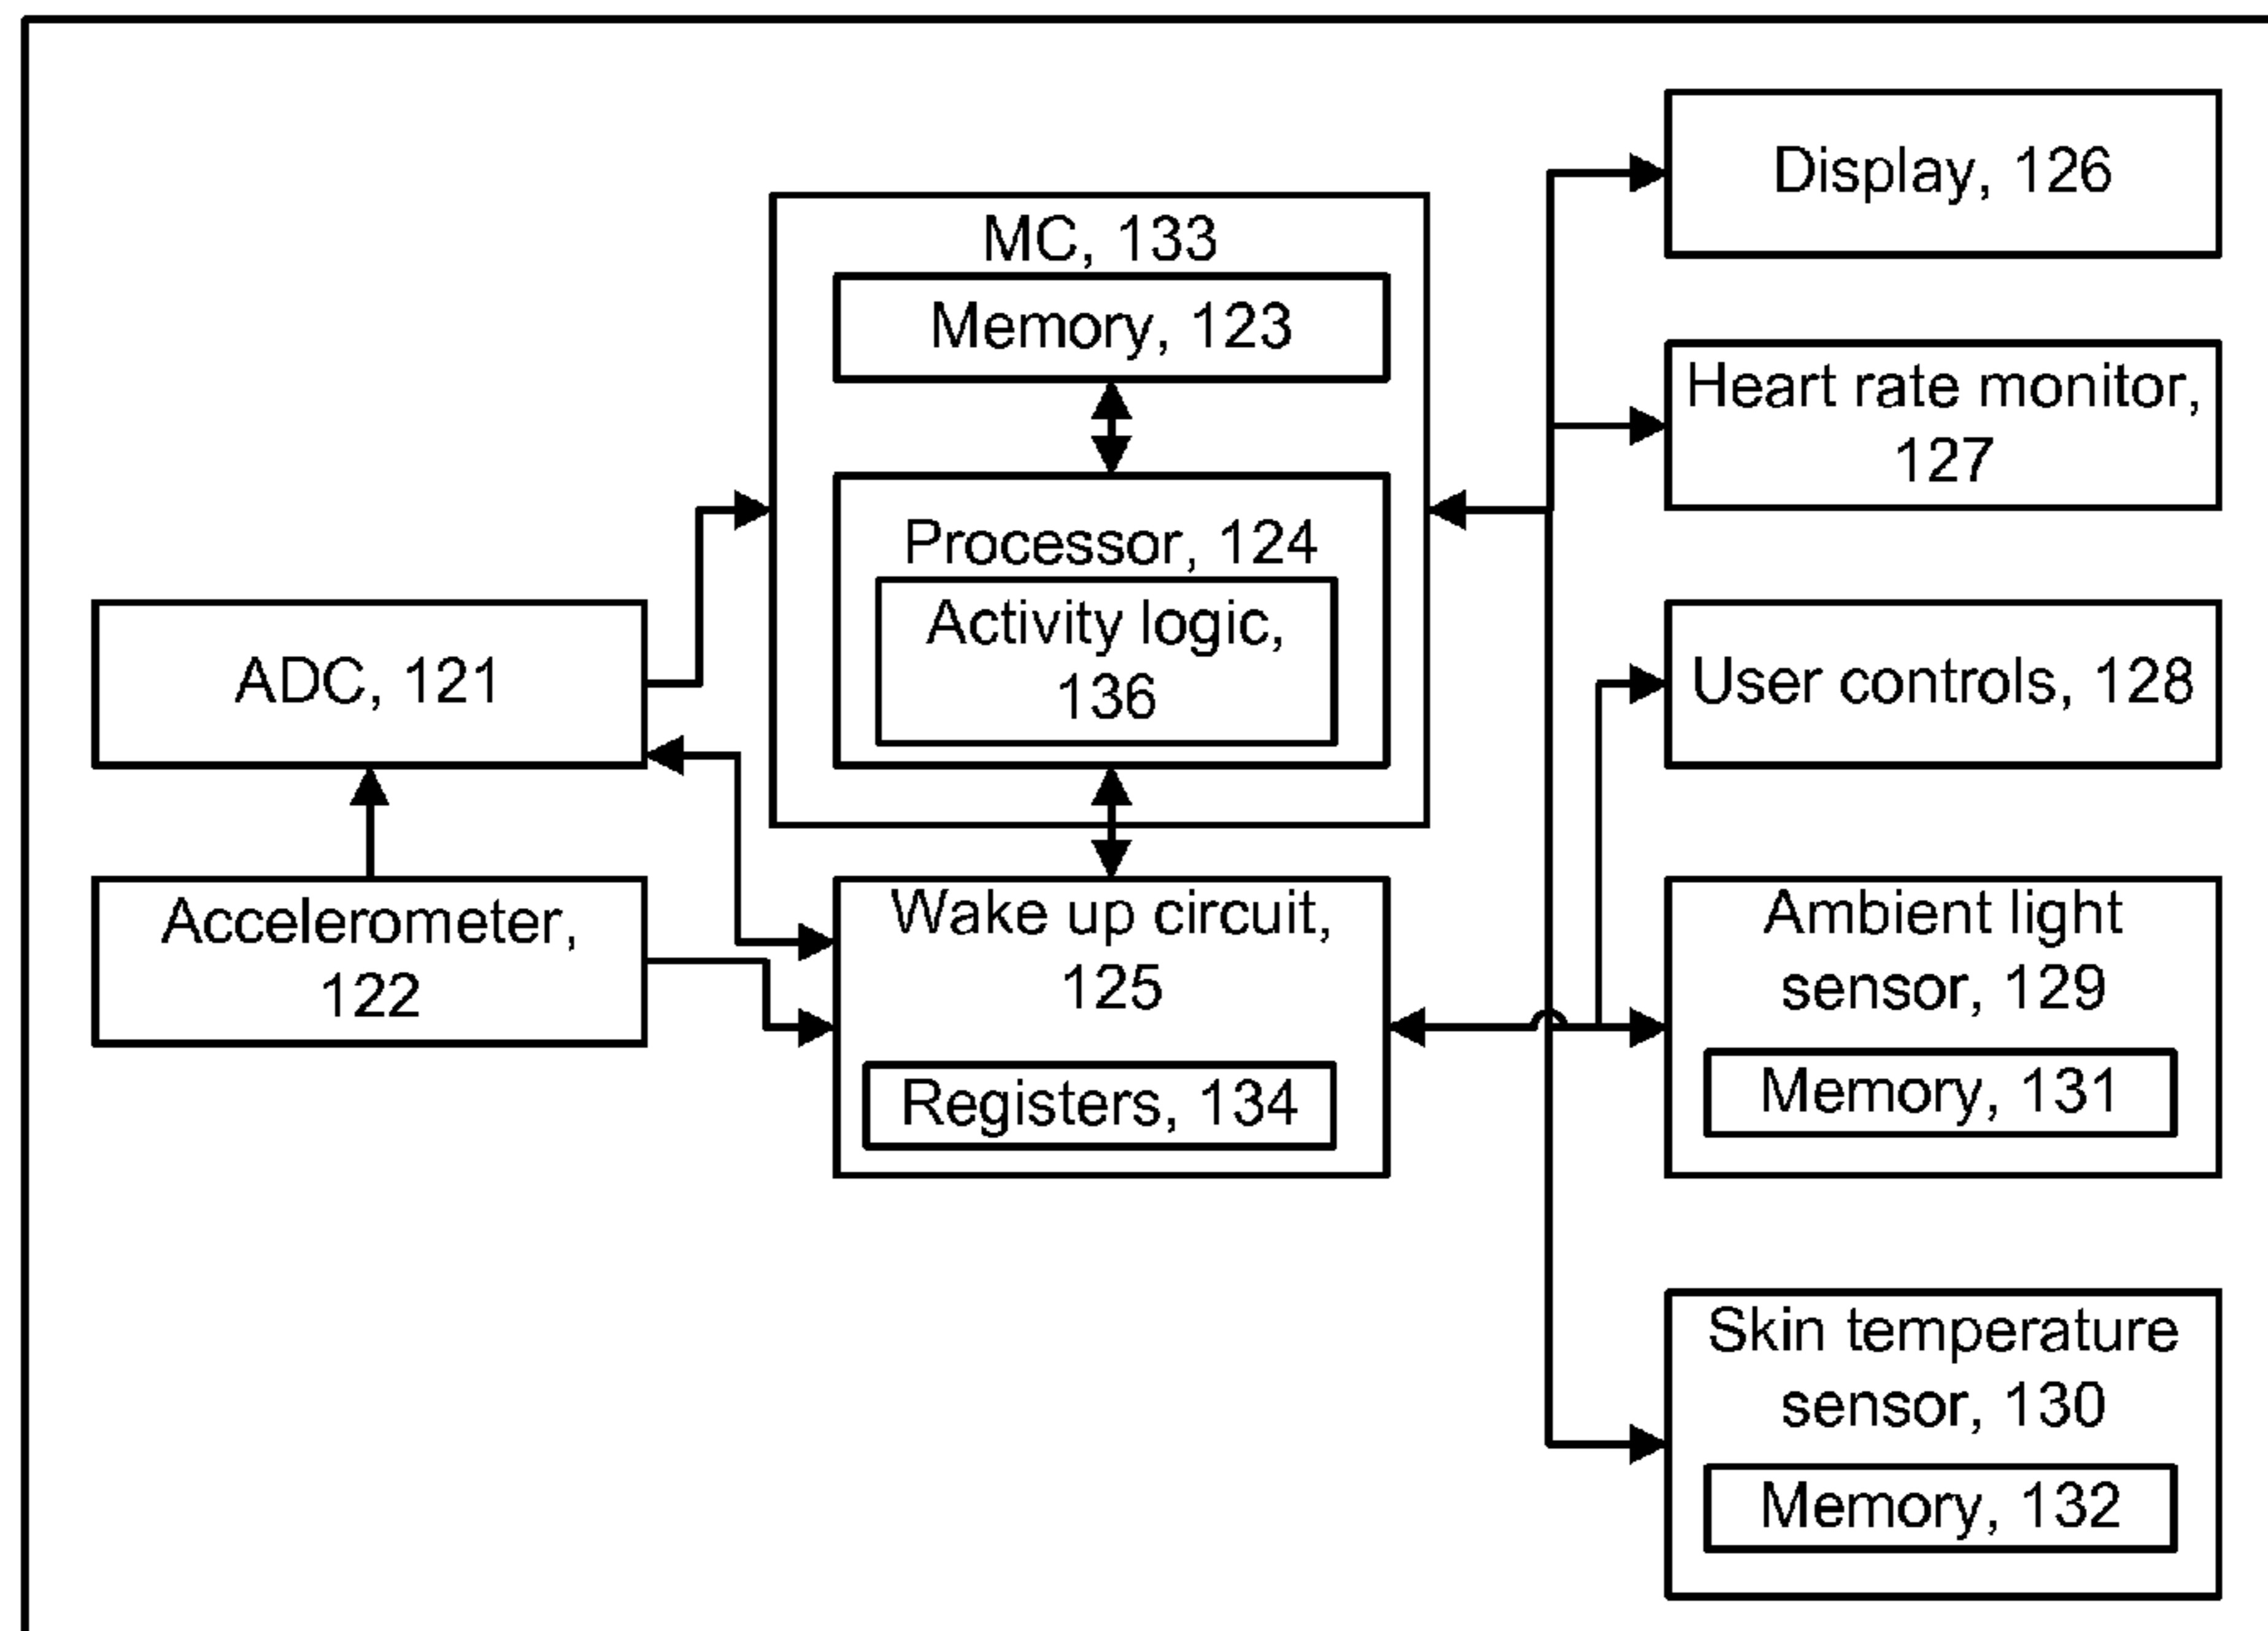 Display, 126
MC, 133
Memory, 123
Heart rate monitor,
127
Processor, 124
Activity logic,
136
ADC, 121
User controls, 128
Accelerometer,
122
Wake up circuit,
125
Registers, 134
Ambient light
sensor, 129
Memory, 131
Skin temperature
sensor, 130
Memory, 132